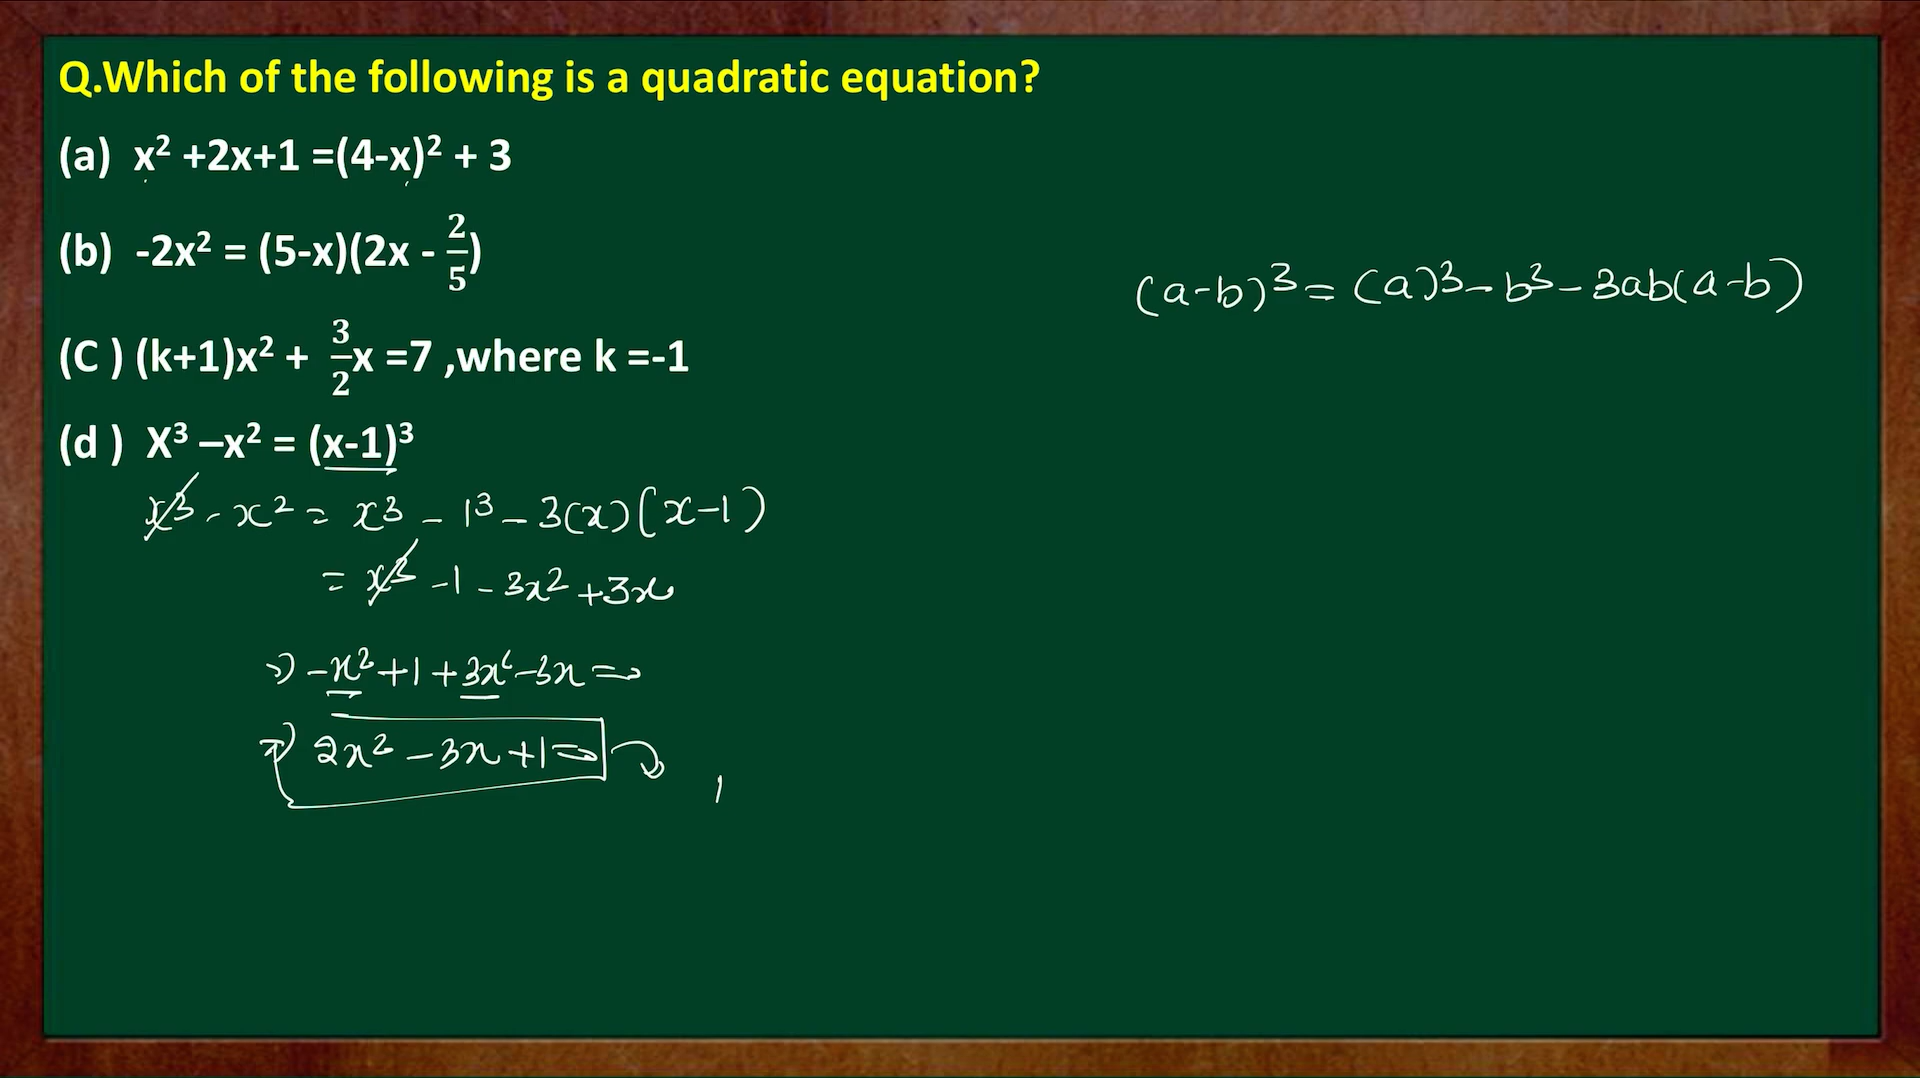 Q.Which of the following is a quadratic equation?
(a) x² +2x+1 =(4-x)² + 3
(b) -2x² = (5-x)(2x - 2/5)
(a-b)³ = (a)³ - b³ - 3ab(a-b)
(C ) (k+1)x² + 3/2x =7 ,where k =-1
(d ) X³ –x² = (x-1)³
x³ - x² = x³ - 1³ - 3(x)(x-1)
= x³ -1 - 3x² +3x
⇒ -x² +1 +3x² -3x =0
⇒ 2x² -3x +1 =0